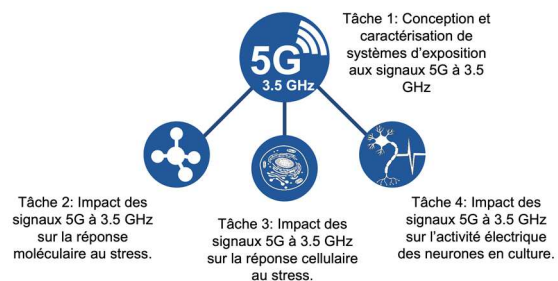 5G
3.5 GHz
Tâche 1: Conception et
caractérisation de
systèmes d'exposition
aux signaux 5G à 3.5
GHz
Tâche 2: Impact des
signaux 5G à 3.5 GHz
sur la réponse
moléculaire au stress.
Tâche 3: Impact des
signaux 5G à 3.5 GHz
sur la réponse cellulaire
au stress.
Tâche 4: Impact des
signaux 5G à 3.5 GHz
sur l'activité électrique
des neurones en culture.